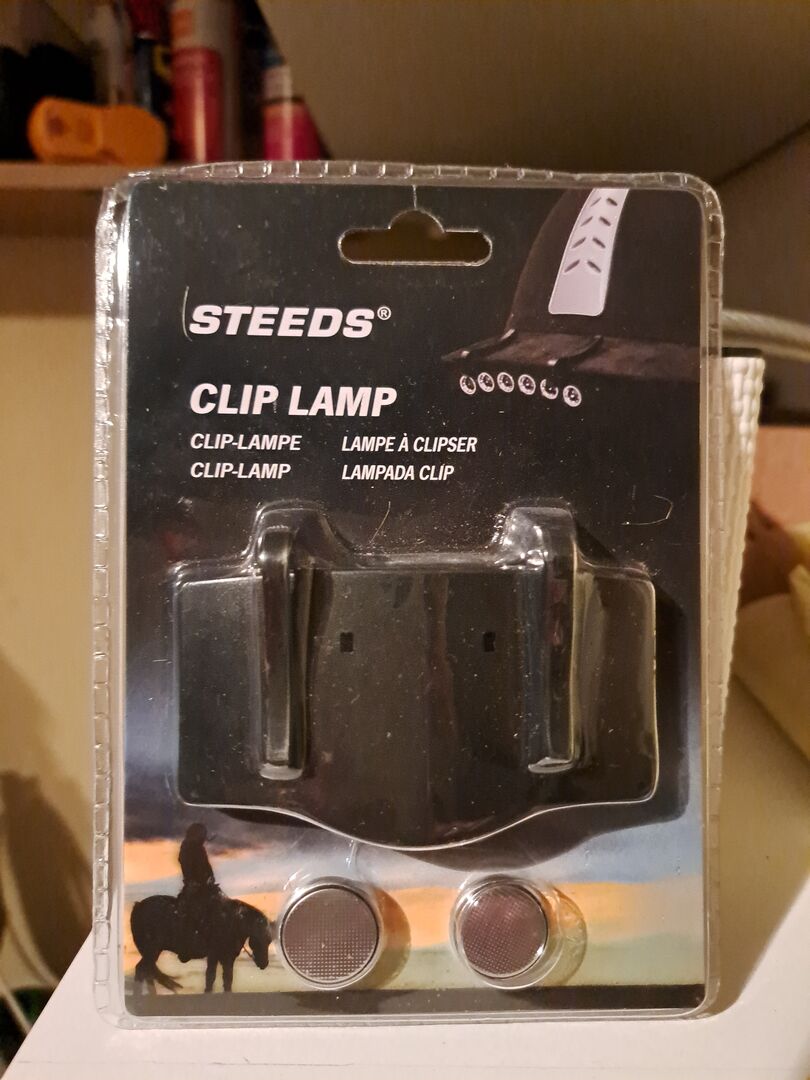 STEEDS®
CLIP LAMP
CLIP-LAMPE LAMPE À CLIPSER
CLIP-LAMP LAMPADA CLIP